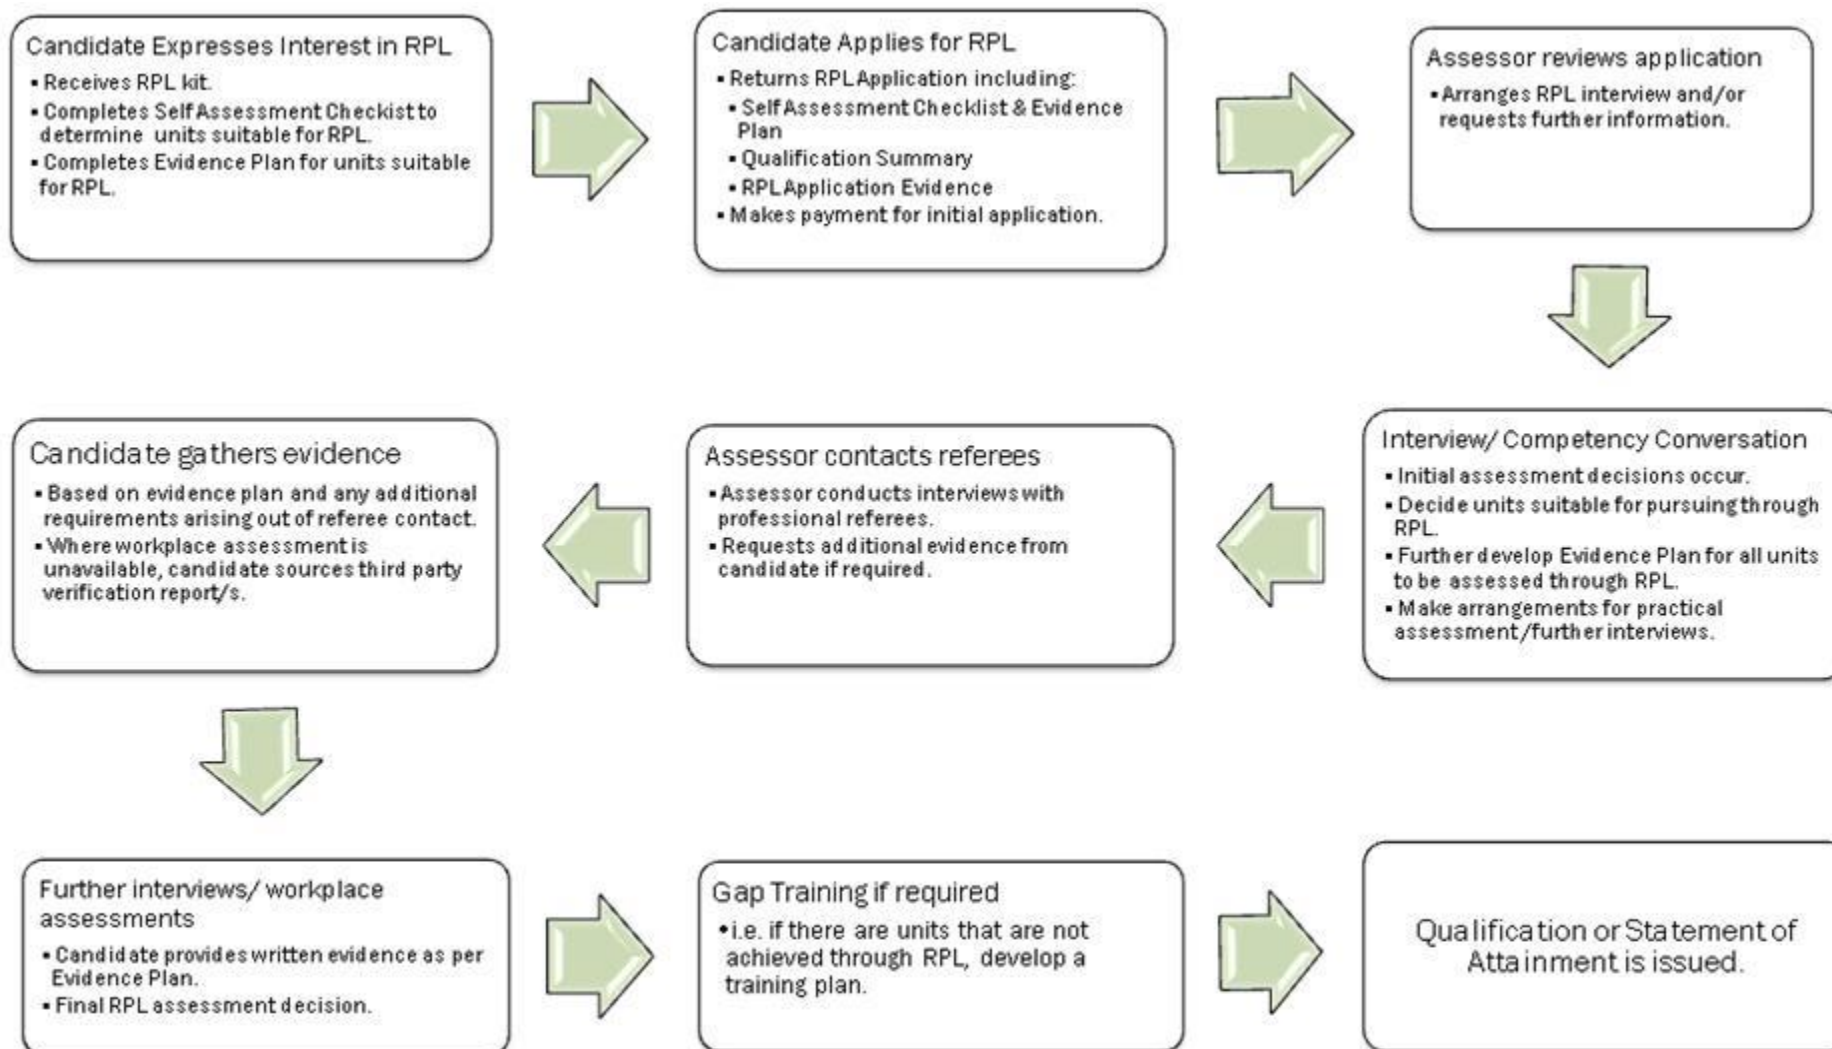 Candidate Expresses Interest in RPL
▪ Receives RPL kit.
▪ Completes Self Assessment Checkist to
determine units suitable for RPL.
▪ Completes Evidence Plan for units suitable
for RPL.
Candidate Applies for RPL
▪ Returns RPL Application including:
▪ Self Assessment Checklist & Evidence
Plan
▪ Qualification Summary
▪ RPL Application Evidence
▪ Makes payment for initial application.
Assessor reviews application
▪ Arranges RPL interview and/or
requests further information.
Interview/ Competency Conversation
▪ Initial assessment decisions occur.
▪ Decide units suitable for pursuing through
RPL.
▪ Further develop Evidence Plan for all units
to be assessed through RPL.
▪ Make arrangements for practical
assessment/further interviews.
Assessor contacts referees
▪ Assessor conducts interviews with
professional referees.
▪ Requests additional evidence from
candidate if required.
Candidate gathers evidence
▪ Based on evidence plan and any additional
requirements arising out of referee contact.
▪ Where workplace assessment is
unavailable, candidate sources third party
verification report/s.
Further interviews/ workplace
assessments
▪ Candidate provides written evidence as per
Evidence Plan.
▪ Final RPL assessment decision.
Gap Training if required
• i.e. if there are units that are not
achieved through RPL, develop a
training plan.
Qualification or Statement of
Attainment is issued.